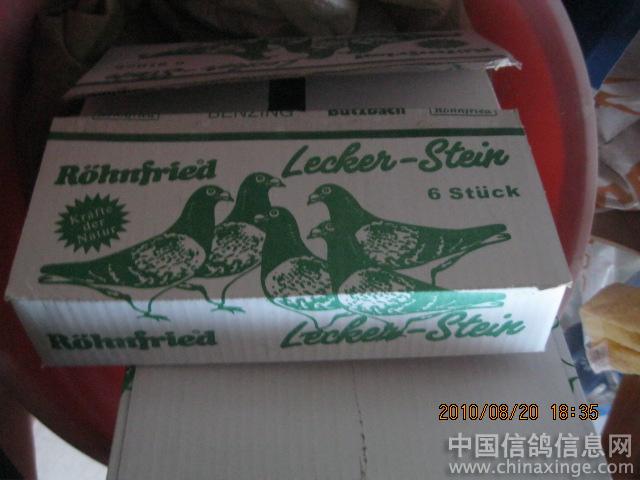 Röhnfried
BENZING
Butzbach
Röhnfried
Röhnfried
Lecker-Stein
6 Stück
Kräfte
der
Natur
Röhnfried
Lecker-Stein
2010/08/20 18:35
中国信鸽信息网
www.chinaxinge.com